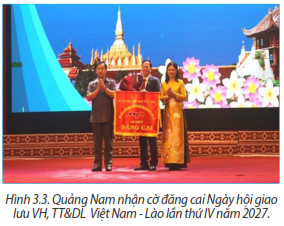 ĐĂNG CAI
Hình 3.3. Quảng Nam nhận cờ đăng cai Ngày hội giao
lưu VH, TT&DL Việt Nam - Lào lần thứ IV năm 2027.